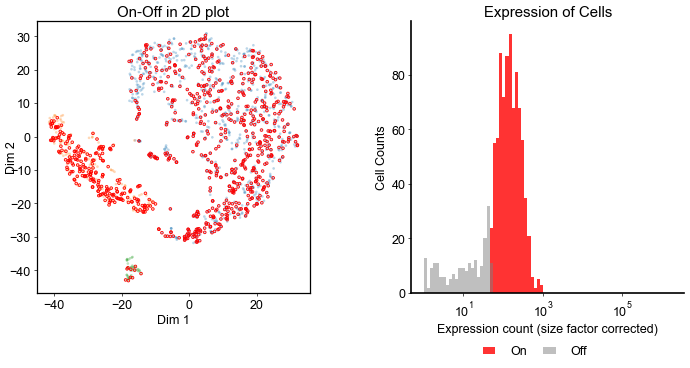 On-Off in 2D plot
Dim 2
30
20
10
0
−10
−20
−30
−40
−40
−20
0
20
Dim 1
Expression of Cells
Cell Counts
80
60
40
20
0
10^1
10^3
10^5
Expression count (size factor corrected)
On
Off